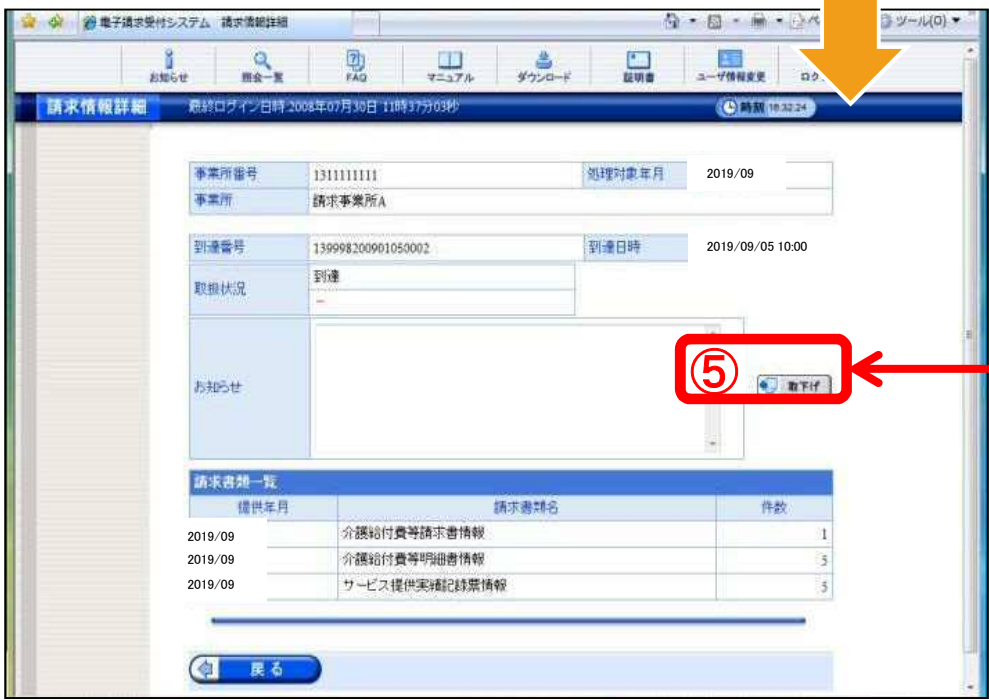 電子請求受付システム 請求情報詳細
ツール(O)
お知らせ 照会一覧 FAQ マニュアル ダウンロード 証明書 ユーザ情報変更
請求情報詳細 最終ログイン日時:2008年07月30日 11時37分03秒 時刻 18:32:24
事業所番号 1311111111 処理対象年月 2019/09
事業所 請求事業所A
到達番号 139998200901050002 到達日時 2019/09/05 10:00
取扱状況 到達
−
お知らせ
⑤ 取下げ
請求書類一覧
提供年月 請求書類名 件数
2019/09 介護給付費等請求書情報 1
2019/09 介護給付費等明細書情報 5
2019/09 サービス提供実績記録票情報 5
戻る